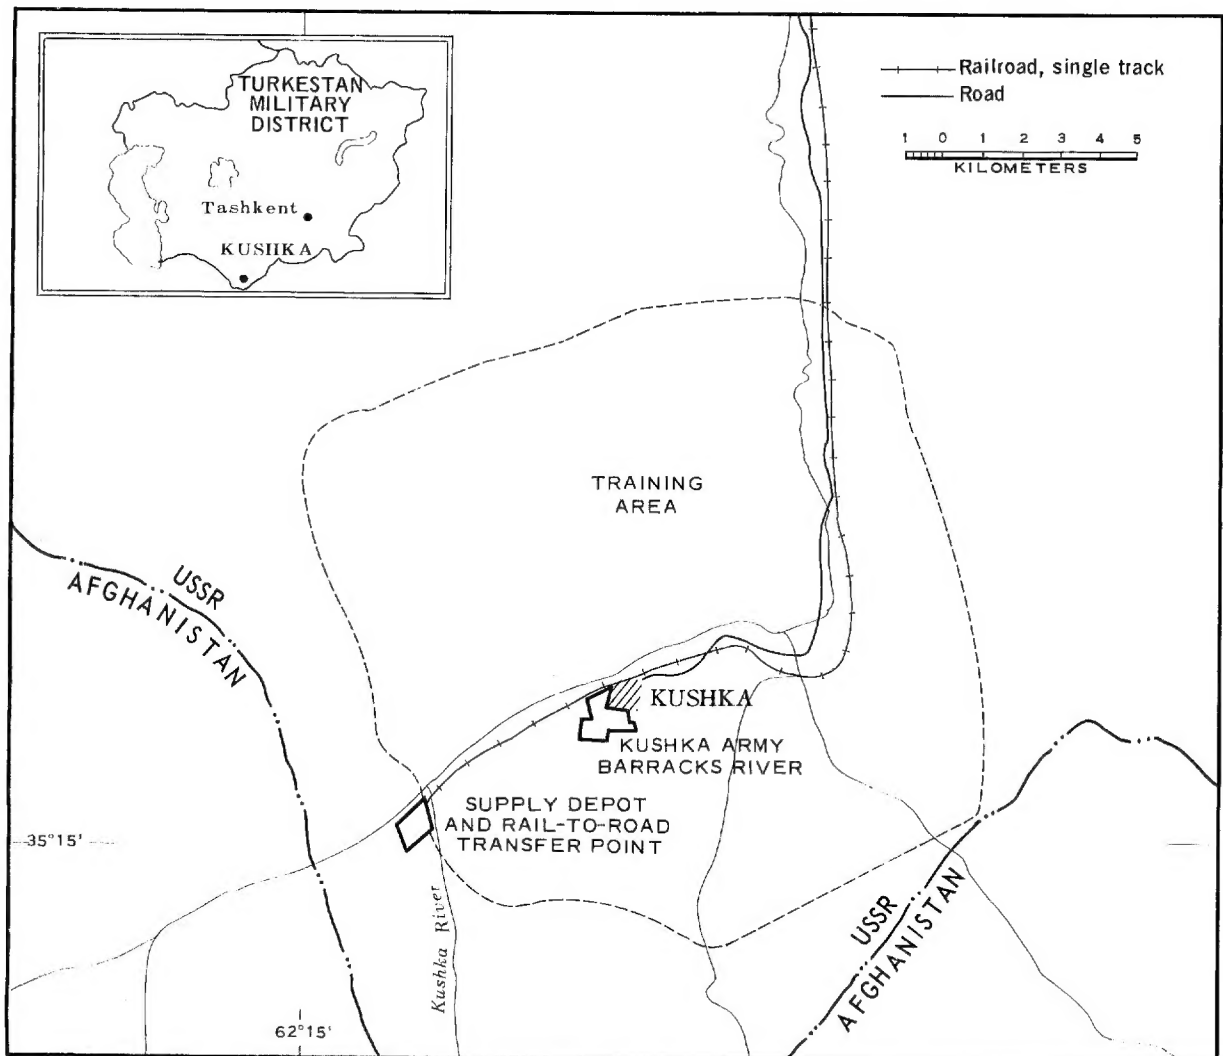 TURKESTAN
MILITARY
DISTRICT
Tashkent
KUSHKA
Railroad, single track
Road
1 0 1 2 3 4 5
KILOMETERS
TRAINING
AREA
USSR
AFGHANISTAN
KUSHKA
KUSHKA ARMY
BARRACKS RIVER
SUPPLY DEPOT
AND RAIL-TO-ROAD
TRANSFER POINT
35°15'
Kushka River
USSR
AFGHANISTAN
62°15'